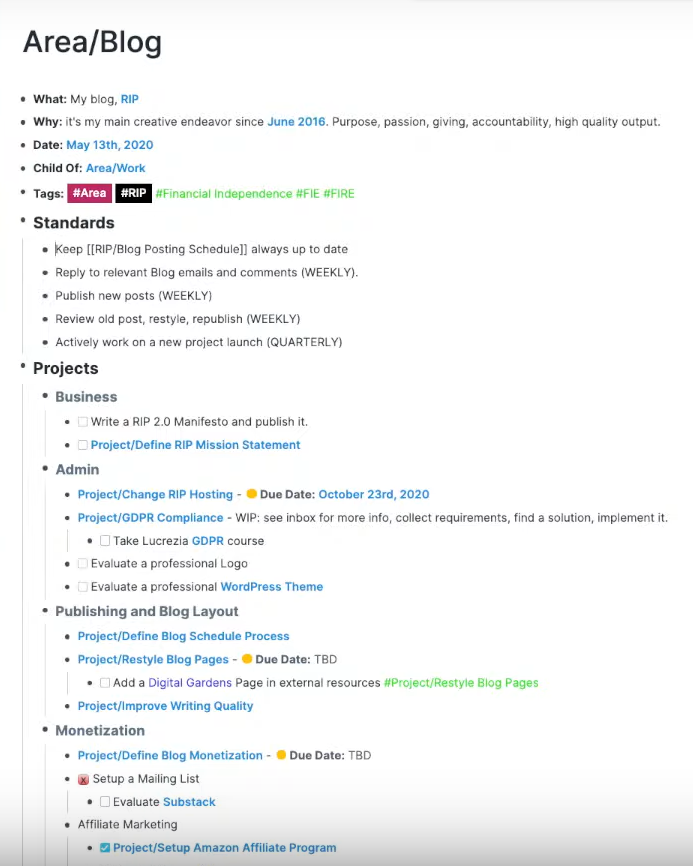 Area/Blog
What: My blog, RIP
Why: it's my main creative endeavor since June 2016. Purpose, passion, giving, accountability, high quality output.
Date: May 13th, 2020
Child Of: Area/Work
Tags: #Area #RIP #Financial Independence #FIE #FIRE
Standards
Keep [[RIP/Blog Posting Schedule]] always up to date
Reply to relevant Blog emails and comments (WEEKLY).
Publish new posts (WEEKLY)
Review old post, restyle, republish (WEEKLY)
Actively work on a new project launch (QUARTERLY)
Projects
Business
Write a RIP 2.0 Manifesto and publish it.
Project/Define RIP Mission Statement
Admin
Project/Change RIP Hosting - Due Date: October 23rd, 2020
Project/GDPR Compliance - WIP: see inbox for more info, collect requirements, find a solution, implement it.
Take Lucrezia GDPR course
Evaluate a professional Logo
Evaluate a professional WordPress Theme
Publishing and Blog Layout
Project/Define Blog Schedule Process
Project/Restyle Blog Pages - Due Date: TBD
Add a Digital Gardens Page in external resources #Project/Restyle Blog Pages
Project/Improve Writing Quality
Monetization
Project/Define Blog Monetization - Due Date: TBD
Setup a Mailing List
Evaluate Substack
Affiliate Marketing
Project/Setup Amazon Affiliate Program